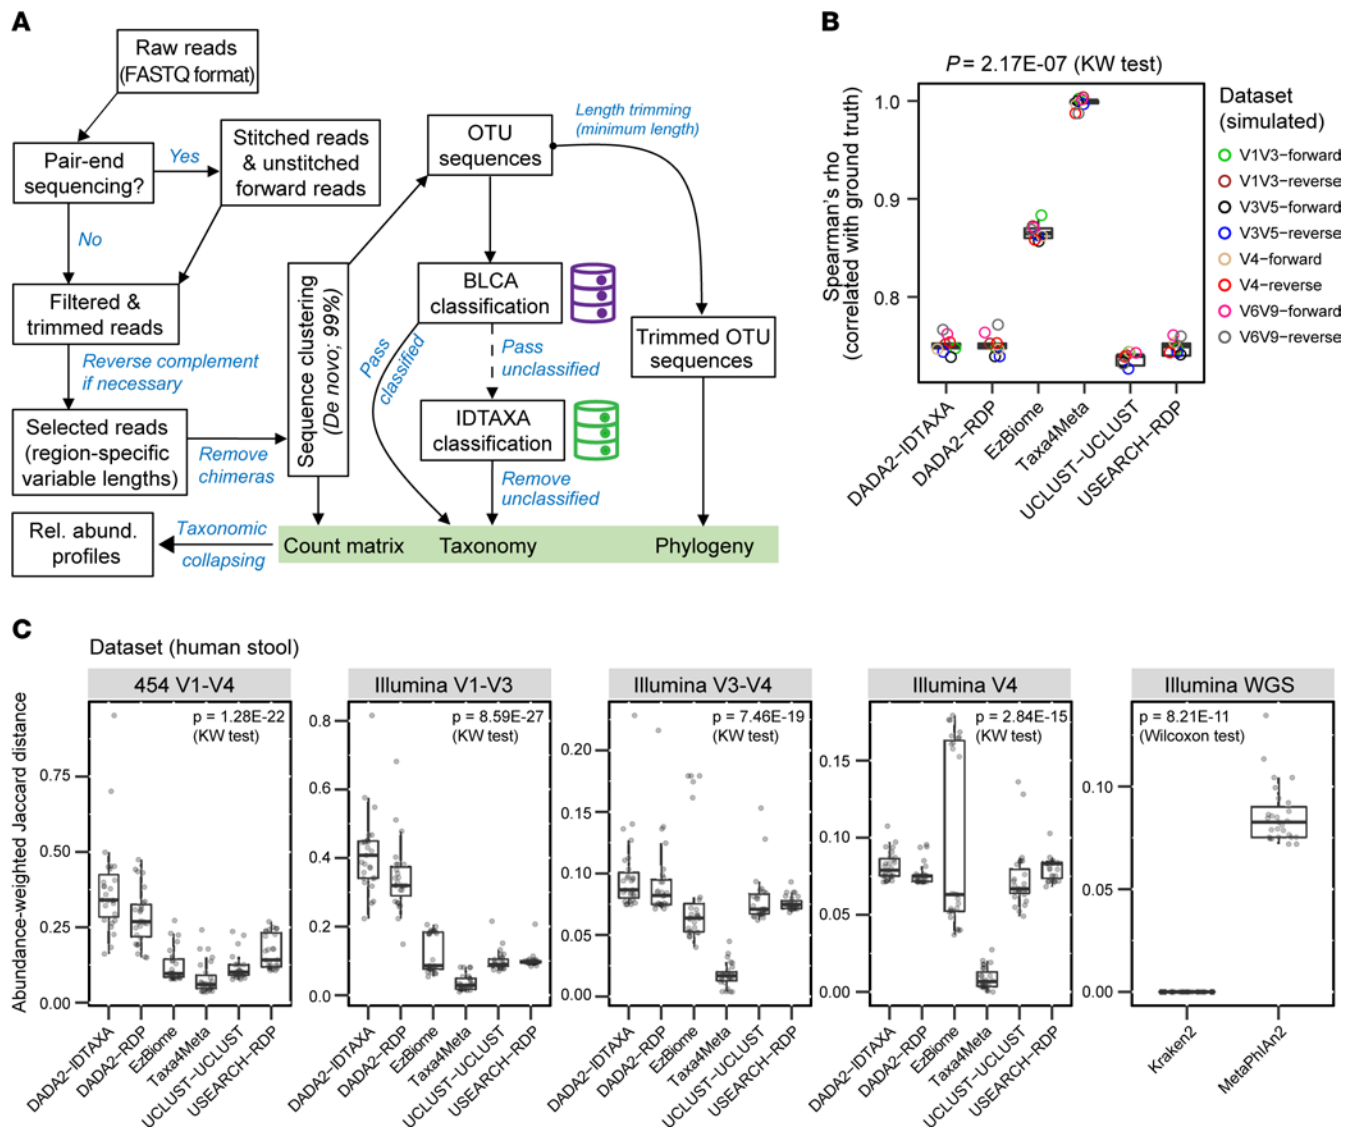 A
Raw reads
(FASTQ format)
Pair-end
sequencing?
Yes
No
Stitched reads
& unstitched
forward reads
Filtered &
trimmed reads
Reverse complement
if necessary
Selected reads
(region-specific
variable lengths)
Remove
chimeras
Sequence clustering
(De novo; 99%)
OTU
sequences
Length trimming
(minimum length)
BLCA
classification
Pass
classified
Pass
unclassified
IDTAXA
classification
Remove
unclassified
Trimmed OTU
sequences
Rel. abund.
profiles
Taxonomic
collapsing
Count matrix
Taxonomy
Phylogeny
B
P = 2.17E-07 (KW test)
Spearman's rho
(correlated with ground truth)
1.0
0.9
0.8
DADA2-IDTAXA
DADA2-RDP
EzBiome
Taxa4Meta
UCLUST-UCLUST
USEARCH-RDP
Dataset
(simulated)
V1V3-forward
V1V3-reverse
V3V5-forward
V3V5-reverse
V4-forward
V4-reverse
V6V9-forward
V6V9-reverse
C
Dataset (human stool)
Abundance-weighted Jaccard distance
454 V1-V4
p = 1.28E-22
(KW test)
0.75
0.50
0.25
0.00
DADA2-IDTAXA
DADA2-RDP
EzBiome
Taxa4Meta
UCLUST-UCLUST
USEARCH-RDP
Illumina V1-V3
p = 8.59E-27
(KW test)
0.8
0.6
0.4
0.2
0.0
DADA2-IDTAXA
DADA2-RDP
EzBiome
Taxa4Meta
UCLUST-UCLUST
USEARCH-RDP
Illumina V3-V4
p = 7.46E-19
(KW test)
0.20
0.15
0.10
0.05
0.00
DADA2-IDTAXA
DADA2-RDP
EzBiome
Taxa4Meta
UCLUST-UCLUST
USEARCH-RDP
Illumina V4
p = 2.84E-15
(KW test)
0.15
0.10
0.05
0.00
DADA2-IDTAXA
DADA2-RDP
EzBiome
Taxa4Meta
UCLUST-UCLUST
USEARCH-RDP
Illumina WGS
p = 8.21E-11
(Wilcoxon test)
0.10
0.05
0.00
Kraken2
MetaPhlAn2